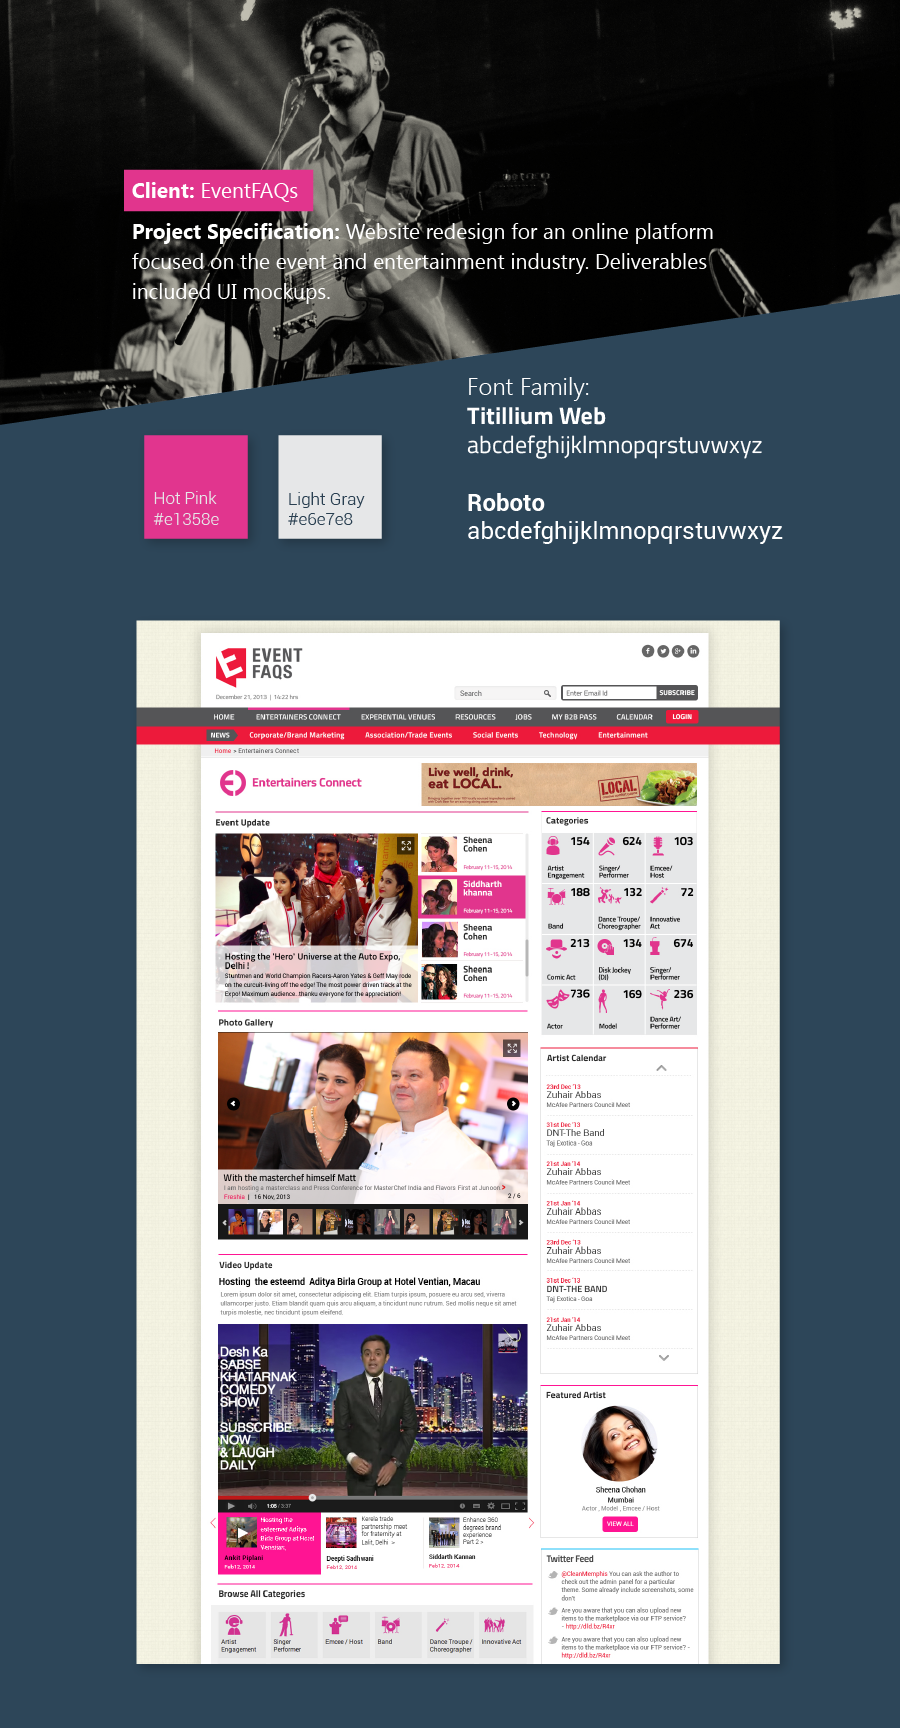 Client: EventFAQs
Project Specification: Website redesign for an online platform
focused on the event and entertainment industry. Deliverables
included UI mockups.
KORG
Font Family:
Titillium Web
abcdefghijklmnopqrstuvwxyz
Hot Pink
#e1358e
Light Gray
#e6e7e8
Roboto
abcdefghijklmnopqrstuvwxyz
EVENT
FAQS
December 21, 2013 | 14:22 hrs
Search
Enter Email Id
SUBSCRIBE
HOME ENTERTAINERS CONNECT EXPERENTIAL VENUES RESOURCES JOBS MY B2B PASS CALENDAR LOGIN
NEWS Corporate/Brand Marketing Association/Trade Events Social Events Technology Entertainment
Home > Entertainers Connect
Entertainers Connect
Live well, drink,
eat LOCAL.
LOCAL
Event Update
Sheena
Cohen
February 11-15, 2014
Siddharth
khanna
February 11-15, 2014
Sheena
Cohen
February 11-15, 2014
Sheena
Cohen
February 11-15, 2014
Hosting the 'Hero' Universe at the Auto Expo,
Delhi !
Stuntmen and World Champion Racers-Aaron Yates & Geff May rode
on the curcuit-living off the edge! The most power driven track at the
Expo! Maximum audience..thanku everyone for the appreciation!
Categories
154
Artist
Engagement
624
Singer/
Performer
103
Emcee/
Host
188
Band
132
Dance Troupe/
Choreographer
72
Innovative
Act
213
Comic Act
134
Disk Jockey
(DJ)
674
Singer/
Performer
736
Actor
169
Model
236
Dance Art/
Performer
Photo Gallery
With the masterchef himself Matt
I am hosting a masterclass and Press Conference for MasterChef India and Flavors First at Junoon.
Freshia | 16 Nov, 2013
2 / 6
Artist Calendar
23rd Dec '13
Zuhair Abbas
McAfee Partners Council Meet
31st Dec '13
DNT-The Band
Taj Exotica - Goa
21st Jan '14
Zuhair Abbas
McAfee Partners Council Meet
21st Jan '14
Zuhair Abbas
McAfee Partners Council Meet
23rd Dec '13
Zuhair Abbas
McAfee Partners Council Meet
31st Dec '13
DNT-THE BAND
Taj Exotica - Goa
21st Jan '14
Zuhair Abbas
McAfee Partners Council Meet
Video Update
Hosting the esteemd Aditya Birla Group at Hotel Ventian, Macau
Lorem ipsum dolor sit amet, consectetur adipiscing elit. Etiam turpis ipsum, posuere eu arcu sed, viverra
ullamcorper justo. Etiam blandit quam quis arcu aliquam, a tincidunt nunc rutrum. Sed mollis neque sit amet
turpis molestie, nec tincidunt ipsum eleifend.
Desh Ka
SABSE
KHATARNAK
COMEDY
SHOW
SUBSCRIBE
NOW
& LAUGH
DAILY
1:08 / 3:37
Hosting the
esteemed Aditya
Birla Group at Hotel
Venetian,
Ankit Piplani
Feb12, 2014
Kerela trade
partnership meet
for fraternity at
Lalit, Delhi >
Deepti Sadhwani
Feb12, 2014
Enhance 360
degrees brand
experience
Part 2 >
Siddarth Kannan
Feb12, 2014
Featured Artist
Sheena Chohan
Mumbai
Actor , Model , Emcee / Host
VIEW ALL
Twitter Feed
@CleanMemphis You can ask the author to
check out the admin panel for a particular
theme. Some already include screenshots, some
don't
Are you aware that you can also upload new
items to the marketplace via our FTP service?
- http://dld.bz/R4xr
Are you aware that you can also upload new
items to the marketplace via our FTP service? -
http://dld.bz/R4xr
Browse All Categories
Artist
Engagement
Singer
Performer
Emcee / Host
Band
Dance Troupe /
Choreographer
Innovative Act